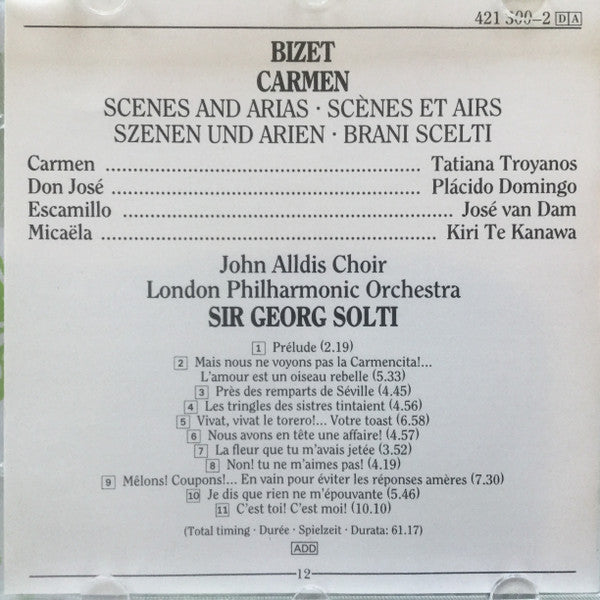 421 300-2 DA
BIZET
CARMEN
SCENES AND ARIAS · SCÈNES ET AIRS
SZENEN UND ARIEN · BRANI SCELTI
Carmen ........................................................ Tatiana Troyanos
Don José ...................................................... Plácido Domingo
Escamillo ........................................................ José van Dam
Micaëla ........................................................ Kiri Te Kanawa
John Alldis Choir
London Philharmonic Orchestra
SIR GEORG SOLTI
1 Prélude (2.19)
2 Mais nous ne voyons pas la Carmencita!...
L'amour est un oiseau rebelle (5.33)
3 Près des remparts de Séville (4.45)
4 Les tringles des sistres tintaient (4.56)
5 Vivat, vivat le torero!... Votre toast (6.58)
6 Nous avons en tête une affaire! (4.57)
7 La fleur que tu m'avais jetée (3.52)
8 Non! tu ne m'aimes pas! (4.19)
9 Mêlons! Coupons!... En vain pour éviter les réponses amères (7.30)
10 Je dis que rien ne m'épouvante (5.46)
11 C'est toi! C'est moi! (10.10)
(Total timing · Durée · Spielzeit · Durata: 61.17)
ADD
12